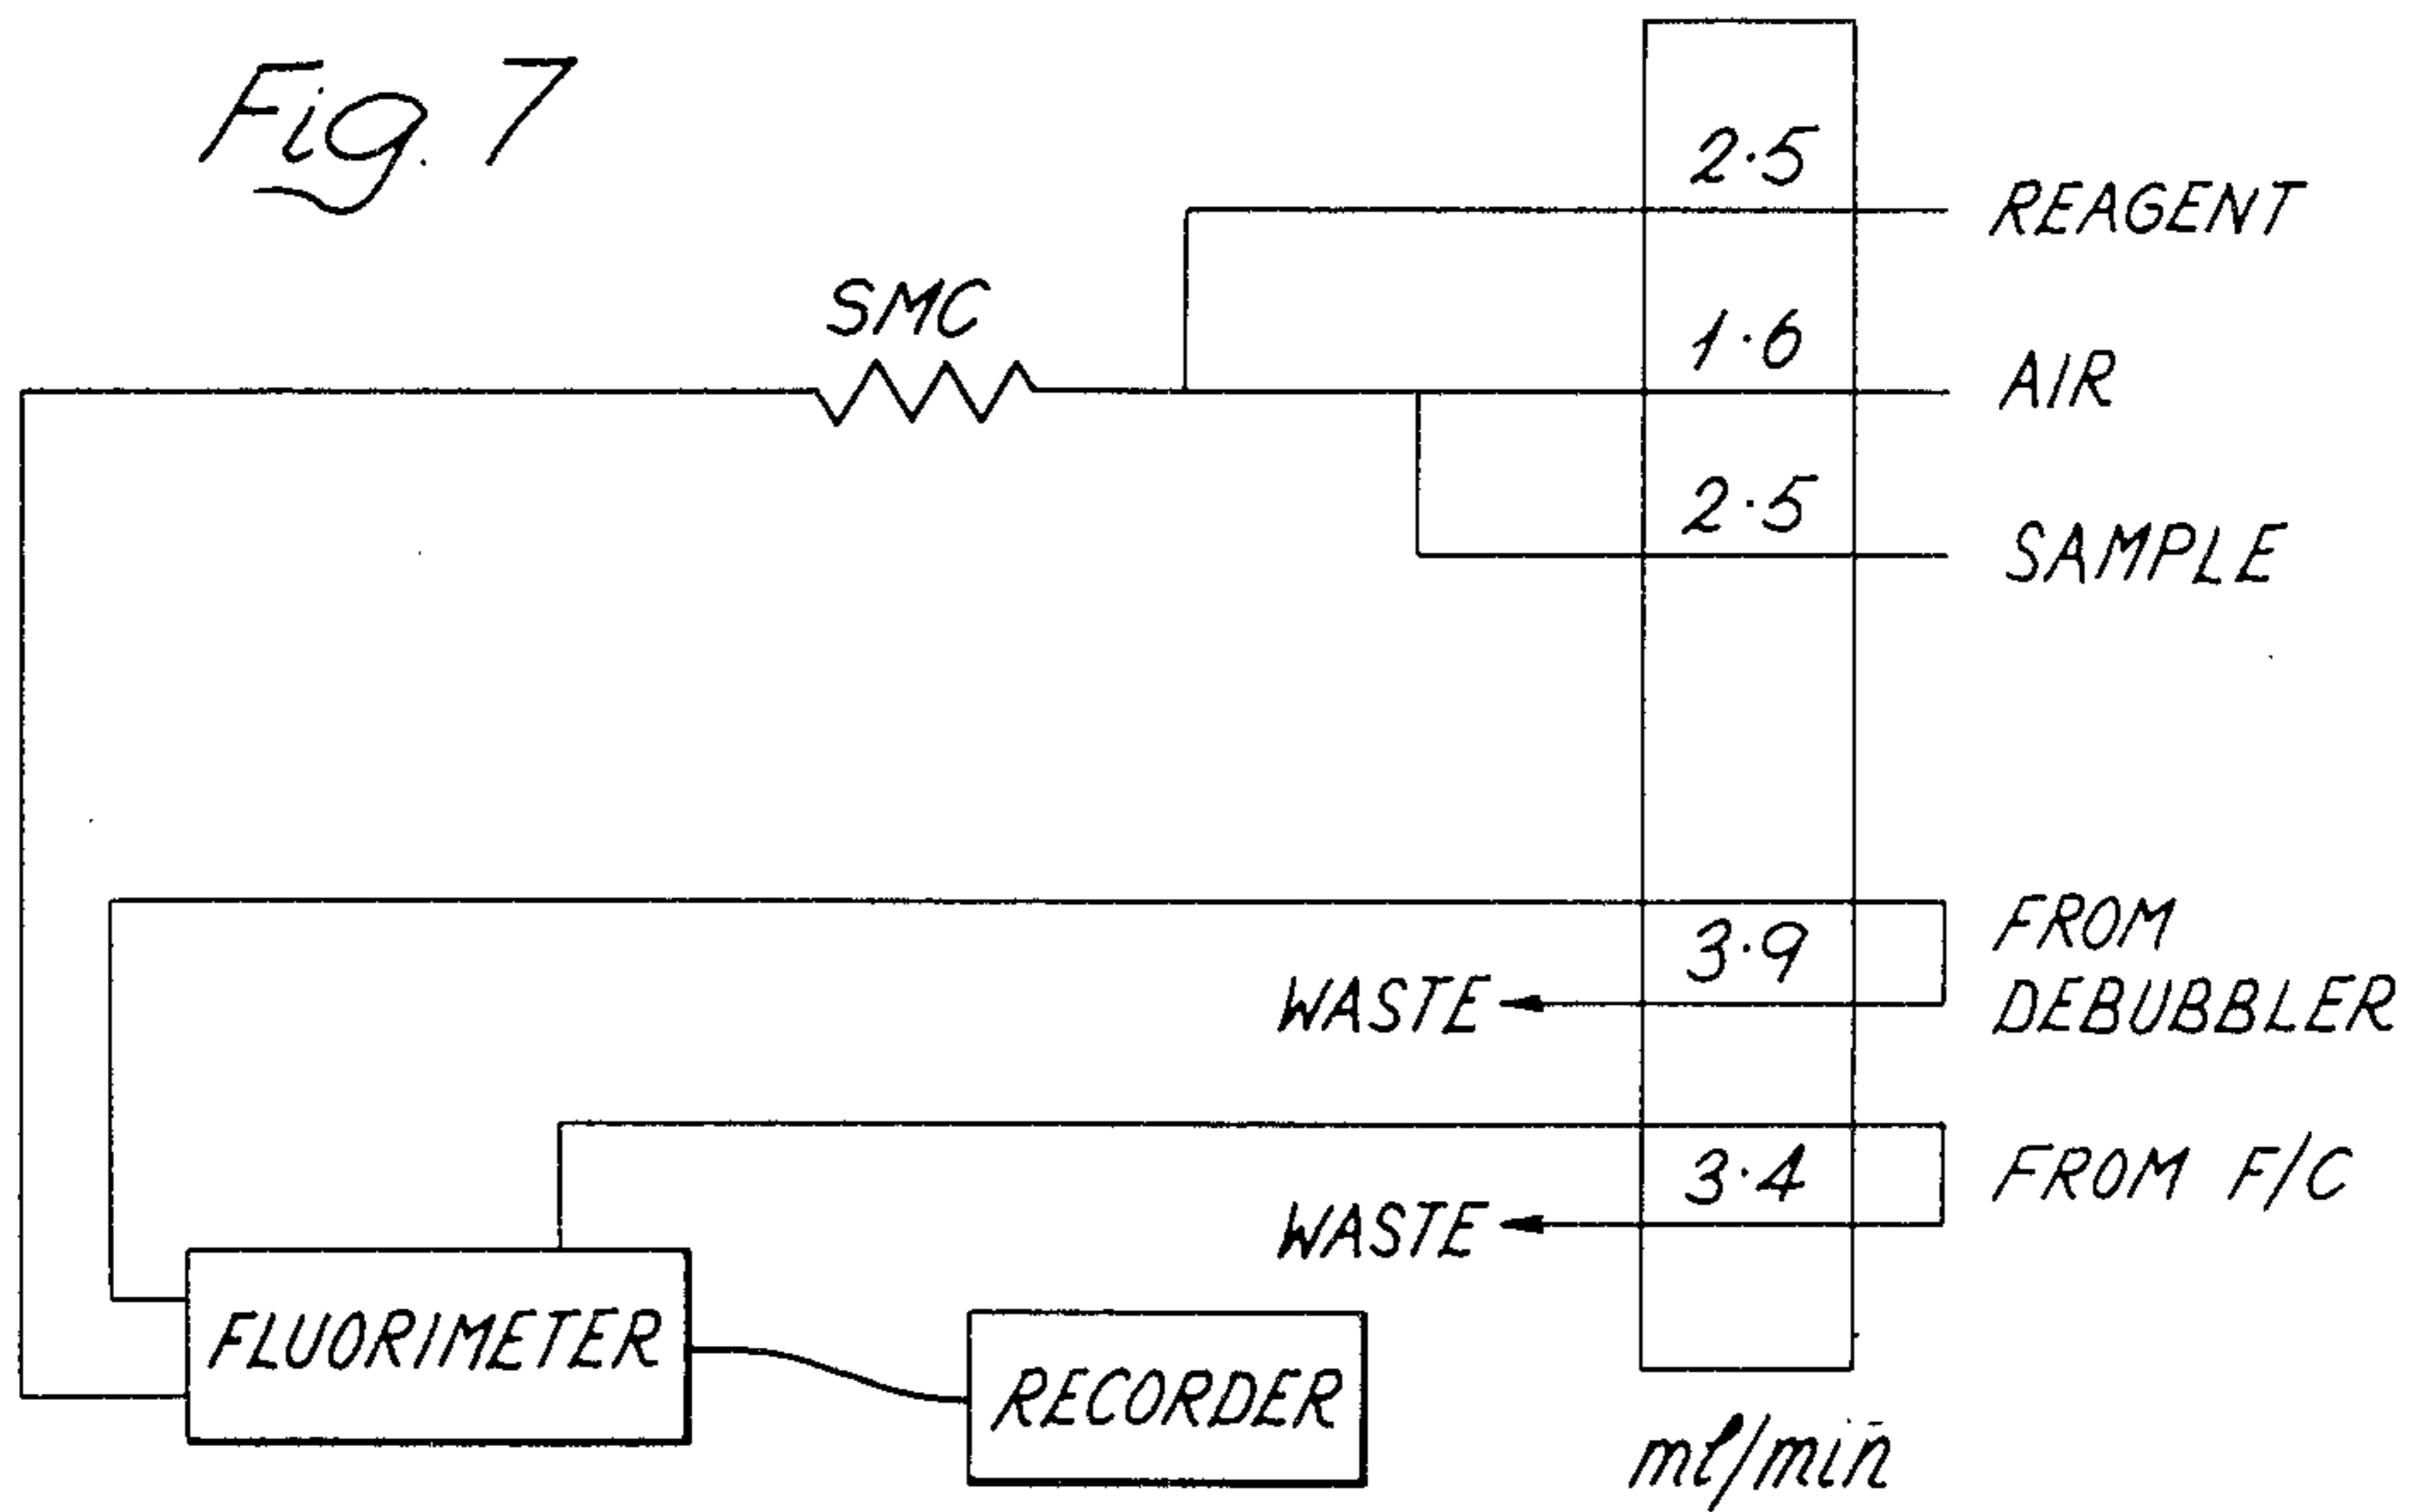 Fig. 7
2·5
REAGENT
SMC
1·6
AIR
2·5
SAMPLE
3·9
FROM
DEBUBBLER
WASTE
3·4
FROM F/C
WASTE
FLUORIMETER
RECORDER
ml/min